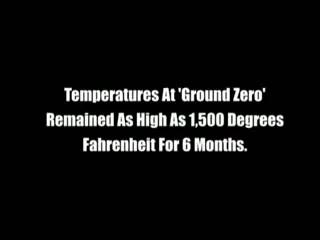 Temperatures At 'Ground Zero'
Remained As High As 1,500 Degrees
Fahrenheit For 6 Months.